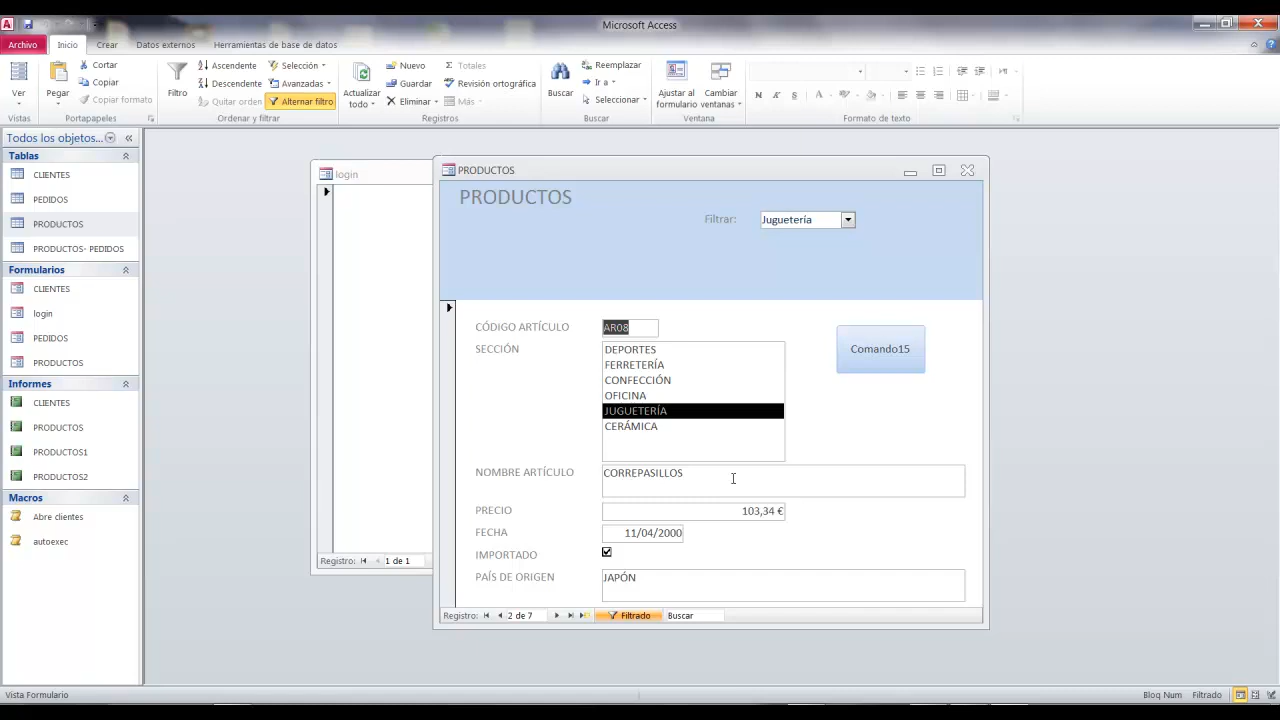 Microsoft Access
Archivo Inicio Crear Datos externos Herramientas de base de datos
Ver
Vistas
Pegar
Cortar
Copiar
Copiar formato
Portapapeles
Filtro
Ascendente
Descendente
Quitar orden
Selección
Avanzadas
Alternar filtro
Ordenar y filtrar
Actualizar
todo
Nuevo
Guardar
Eliminar
Totales
Revisión ortográfica
Más
Registros
Buscar
Reemplazar
Ir a
Seleccionar
Buscar
Ajustar al
formulario
Cambiar
ventanas
Ventana
N K S
Formato de texto
Todos los objetos...
Tablas
CLIENTES
PEDIDOS
PRODUCTOS
PRODUCTOS- PEDIDOS
Formularios
CLIENTES
login
PEDIDOS
PRODUCTOS
Informes
CLIENTES
PRODUCTOS
PRODUCTOS1
PRODUCTOS2
Macros
Abre clientes
autoexec
login
Registro: 1 de 1
PRODUCTOS
PRODUCTOS
Filtrar: Juguetería
CÓDIGO ARTÍCULO AR08
SECCIÓN
DEPORTES
FERRETERÍA
CONFECCIÓN
OFICINA
JUGUETERÍA
CERÁMICA
Comando15
NOMBRE ARTÍCULO CORREPASILLOS
PRECIO 103,34 €
FECHA 11/04/2000
IMPORTADO
PAÍS DE ORIGEN JAPÓN
Registro: 2 de 7 Filtrado Buscar
Vista Formulario Bloq Num Filtrado